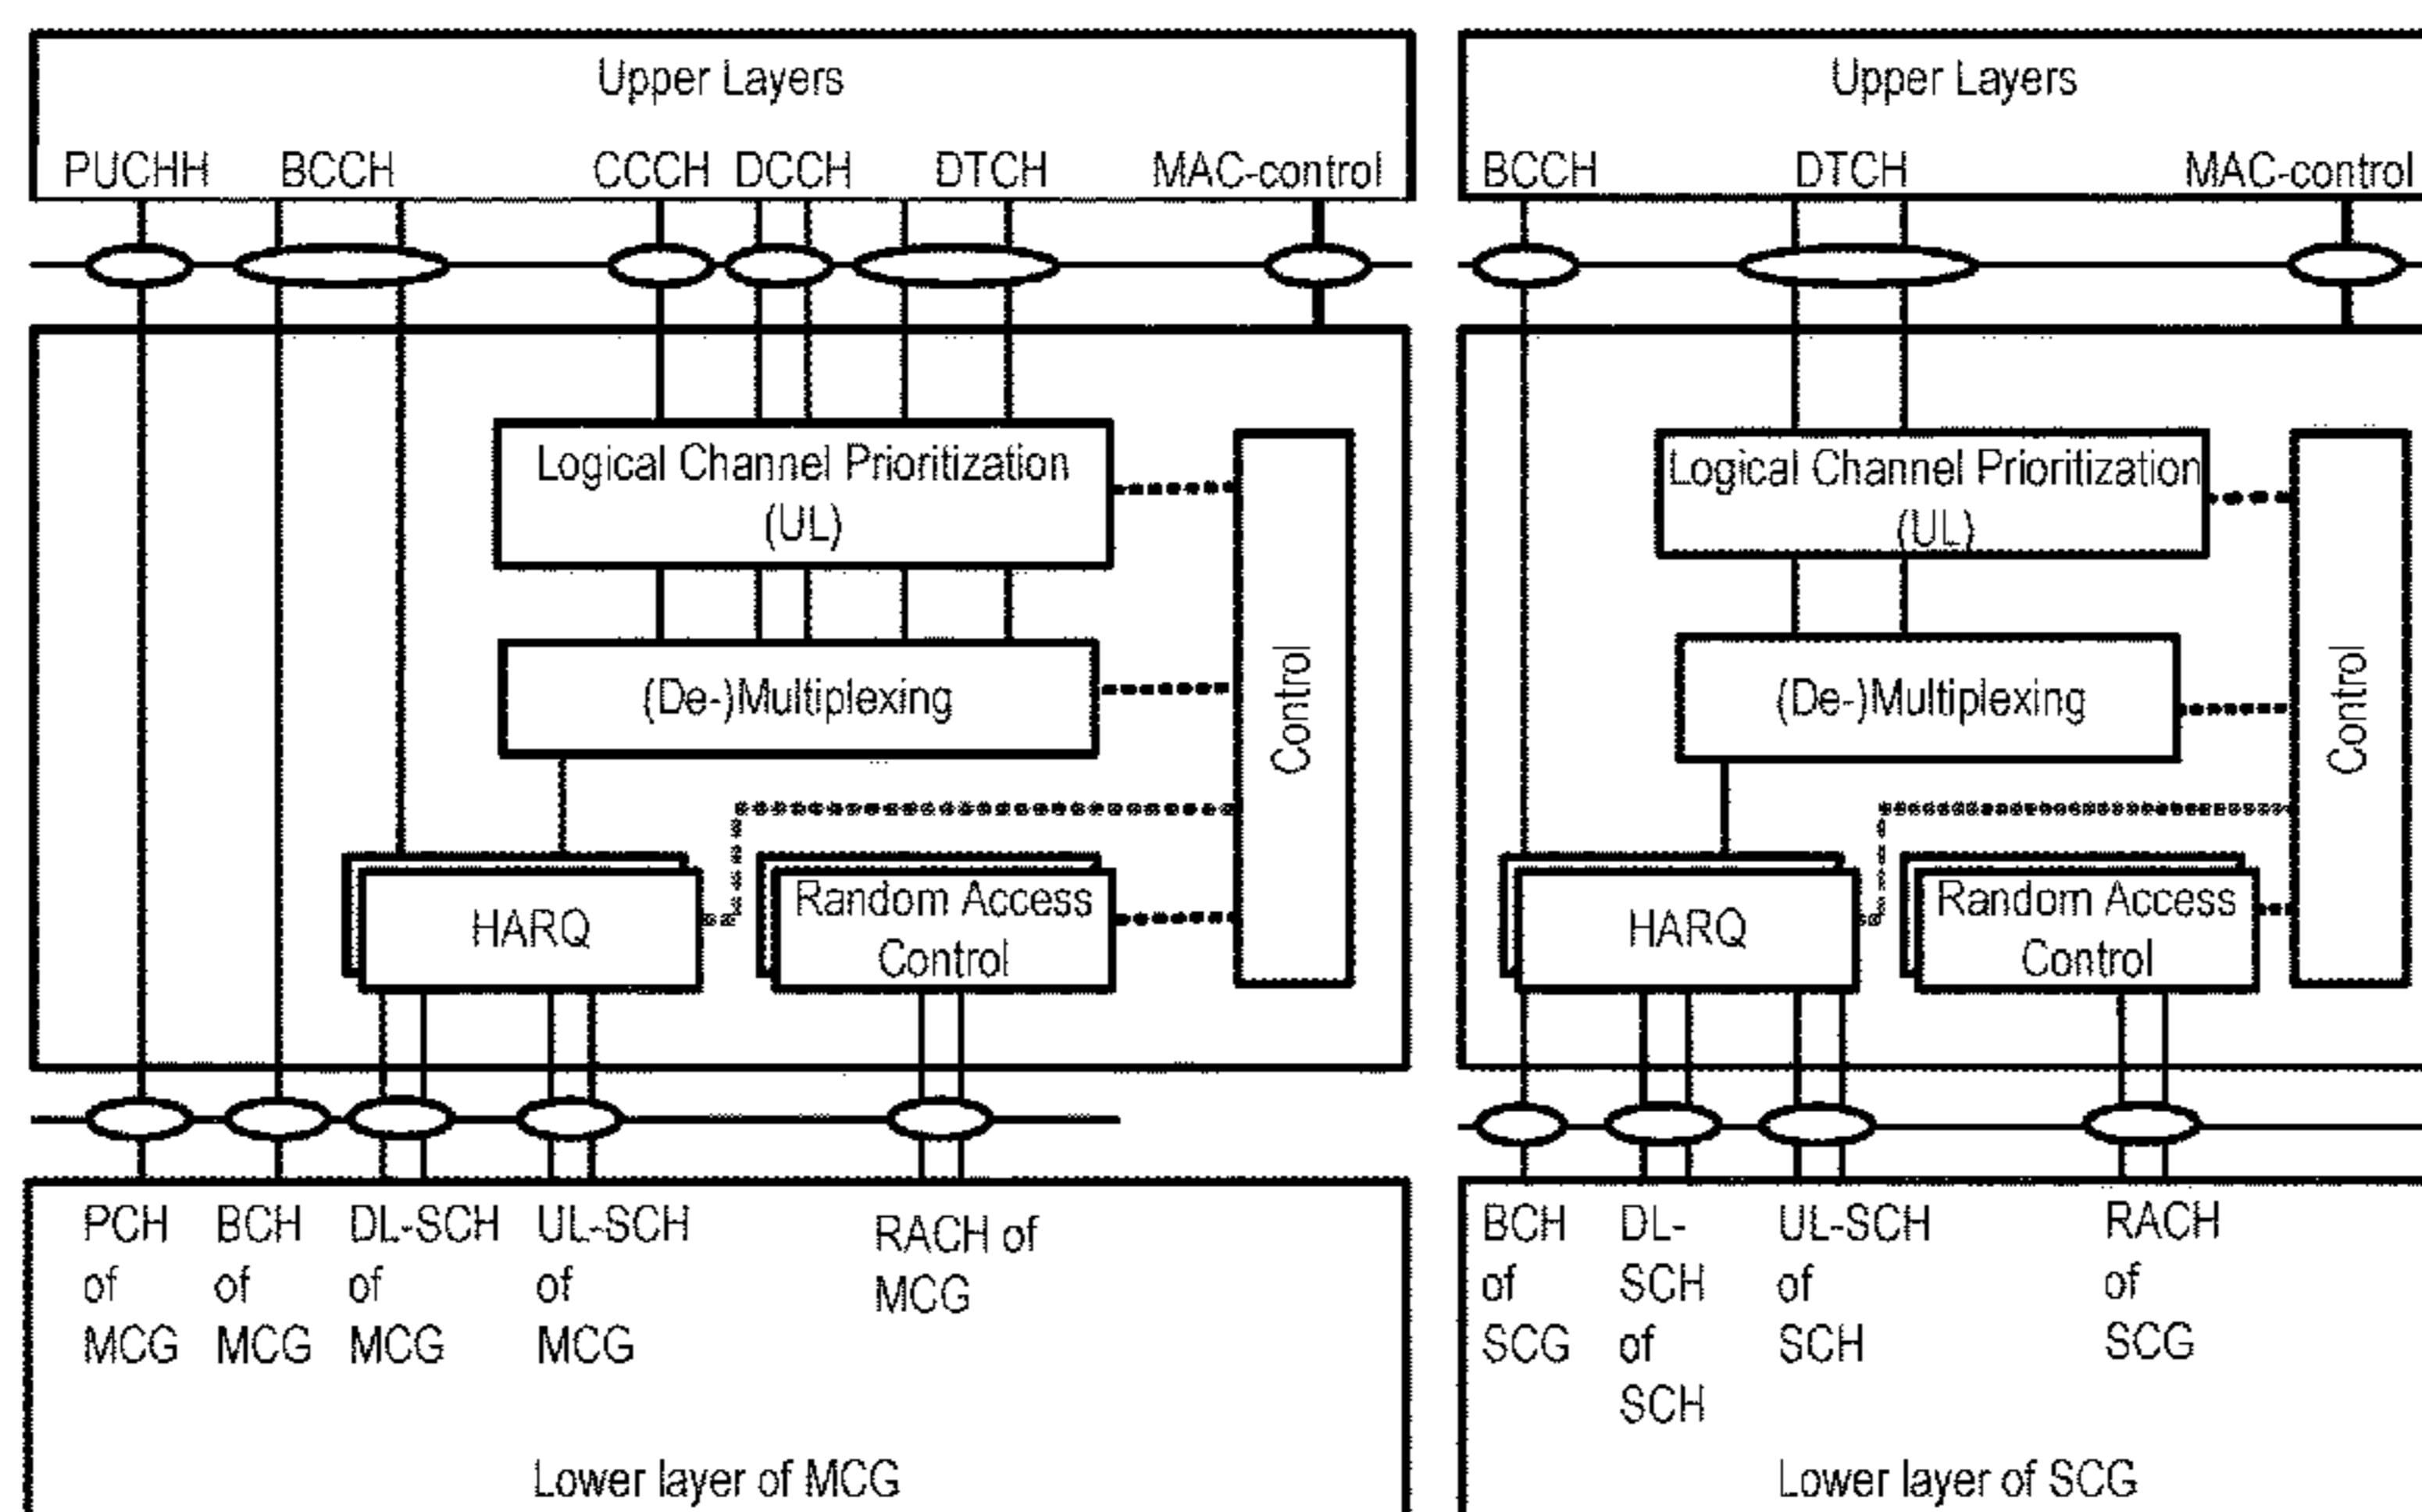 Upper Layers
PUCHH BCCH CCCH DCCH DTCH MAC-control
Logical Channel Prioritization
(UL)
(De-)Multiplexing
Control
HARQ
Random Access
Control
PCH
of
MCG
BCH
of
MCG
DL-SCH
of
MCG
UL-SCH
of
MCG
RACH of
MCG
Lower layer of MCG
Upper Layers
BCCH DTCH MAC-control
Logical Channel Prioritization
(UL)
(De-)Multiplexing
Control
HARQ
Random Access
Control
BCH
of
SCG
DL-
SCH
of
SCH
UL-SCH
of
SCH
RACH
of
SCG
Lower layer of SCG